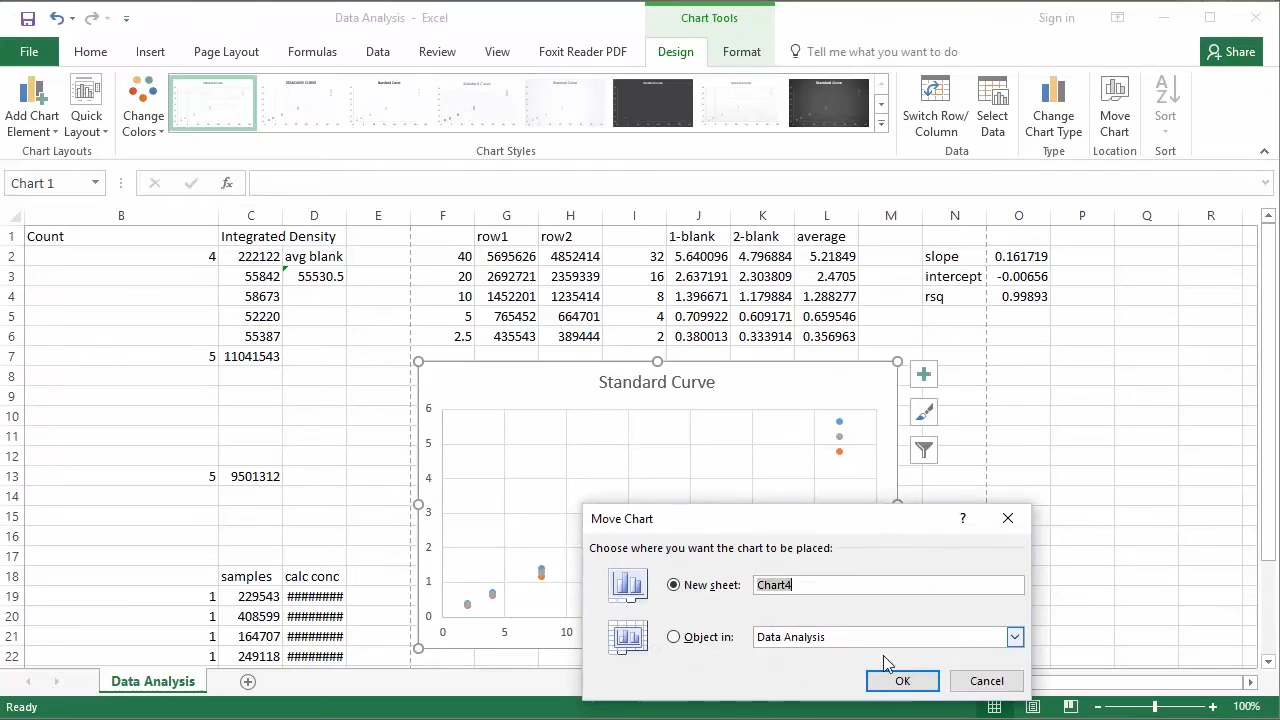 Data Analysis - Excel
Chart Tools
Sign in
File Home Insert Page Layout Formulas Data Review View Foxit Reader PDF Design Format Tell me what you want to do Share
Add Chart Element
Quick Layout
Change Colors
Switch Row/ Column
Select Data
Change Chart Type
Move Chart
Sort
Chart Layouts Chart Styles Data Type Location Sort
Chart 1 fx
B C D E F G H I J K L M N O P Q R
1 Count Integrated Density row1 row2 1-blank 2-blank average
2 4 222122 avg blank 40 5695626 4852414 32 5.640096 4.796884 5.21849 slope 0.161719
3 55842 55530.5 20 2692721 2359339 16 2.637191 2.303809 2.4705 intercept -0.00656
4 58673 10 1452201 1235414 8 1.396671 1.179884 1.288277 rsq 0.99893
5 52220 5 765452 664701 4 0.709922 0.609171 0.659546
6 55387 2.5 435543 389444 2 0.380013 0.333914 0.356963
7 5 11041543
8
9
10
11
12
13 5 9501312
14
15
16
17
18 samples calc conc
19 1 229543 ########
20 1 408599 ########
21 1 164707 ########
22 1 249118 ########
Standard Curve
6
5
4
3
2
1
0
0 5 10
Move Chart ?
Choose where you want the chart to be placed:
New sheet: Chart4
Object in: Data Analysis
OK Cancel
Data Analysis
Ready 100%